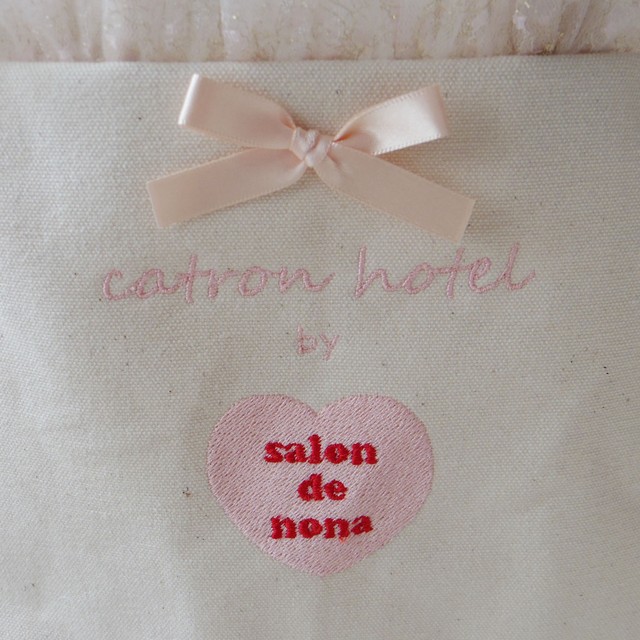 catron hotel
by
salon
de
nona